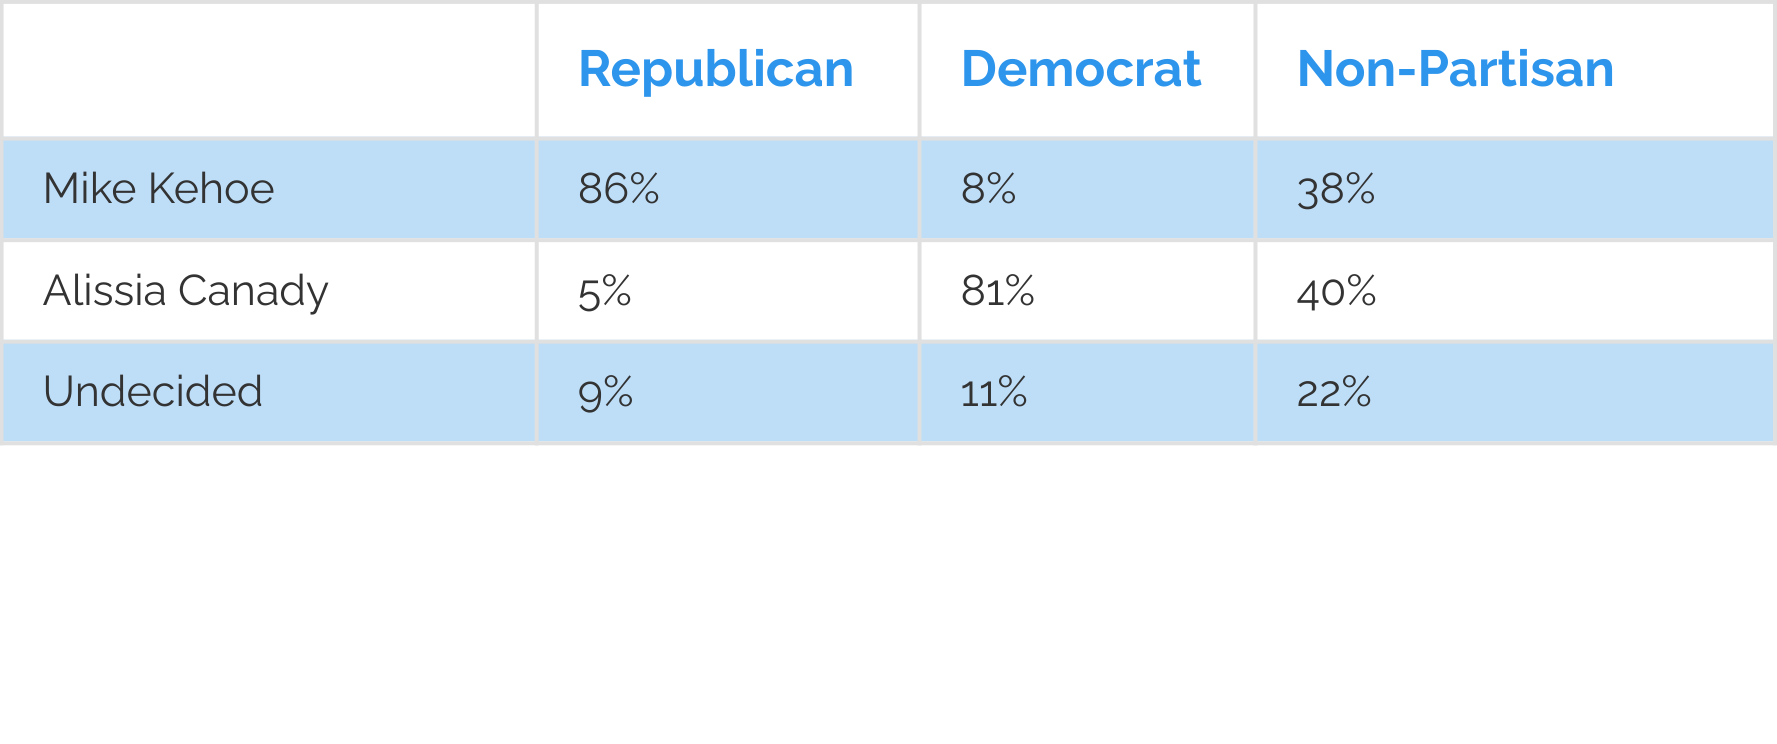 Republican Democrat Non-Partisan
Mike Kehoe 86% 8% 38%
Alissia Canady 5% 81% 40%
Undecided 9% 11% 22%